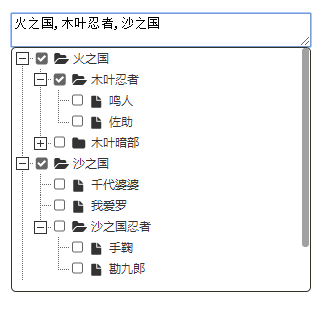 火之国,木叶忍者,沙之国
火之国
木叶忍者
鸣人
佐助
木叶暗部
沙之国
千代婆婆
我爱罗
沙之国忍者
手鞠
勘九郎